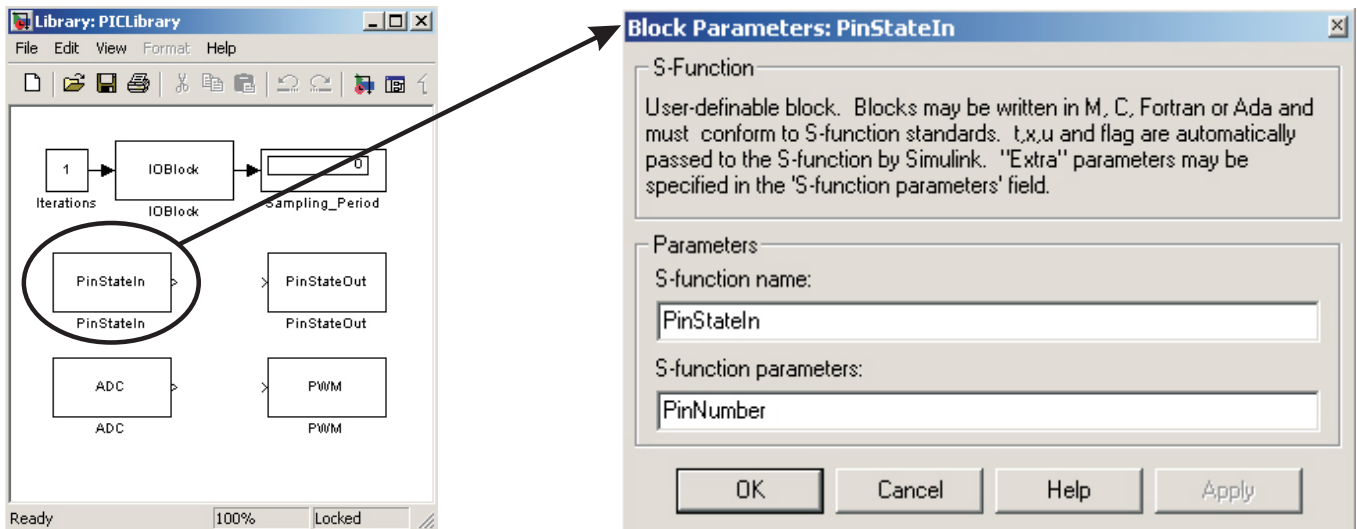 Library: PICLibrary
File Edit View Format Help
1
IOBlock
0
Iterations
IOBlock
Sampling_Period
PinStateIn
PinStateOut
PinStateIn
PinStateOut
ADC
PWM
ADC
PWM
Ready 100% Locked
Block Parameters: PinStateIn
S-Function
User-definable block. Blocks may be written in M, C, Fortran or Ada and
must conform to S-function standards. t,x,u and flag are automatically
passed to the S-function by Simulink. "Extra" parameters may be
specified in the 'S-function parameters' field.
Parameters
S-function name:
PinStateIn
S-function parameters:
PinNumber
OK Cancel Help Apply